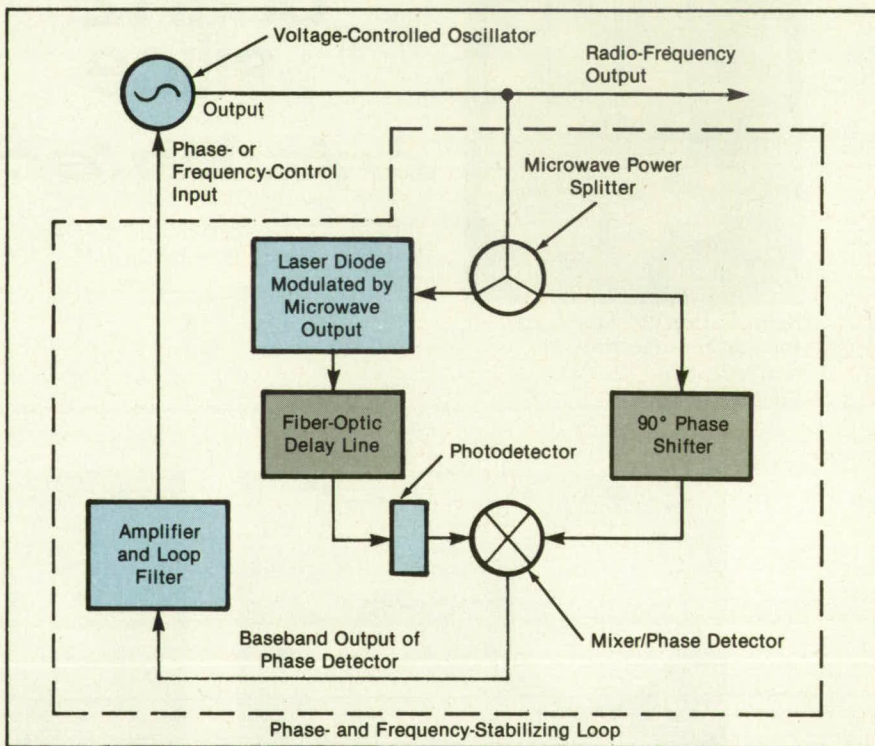 Voltage-Controlled Oscillator
Radio-Frequency
Output
Output
Phase- or
Frequency-Control
Input
Microwave Power
Splitter
Laser Diode
Modulated by
Microwave
Output
Fiber-Optic
Delay Line
90° Phase
Shifter
Photodetector
Amplifier
and Loop
Filter
Baseband Output of
Phase Detector
Mixer/Phase Detector
Phase- and Frequency-Stabilizing Loop